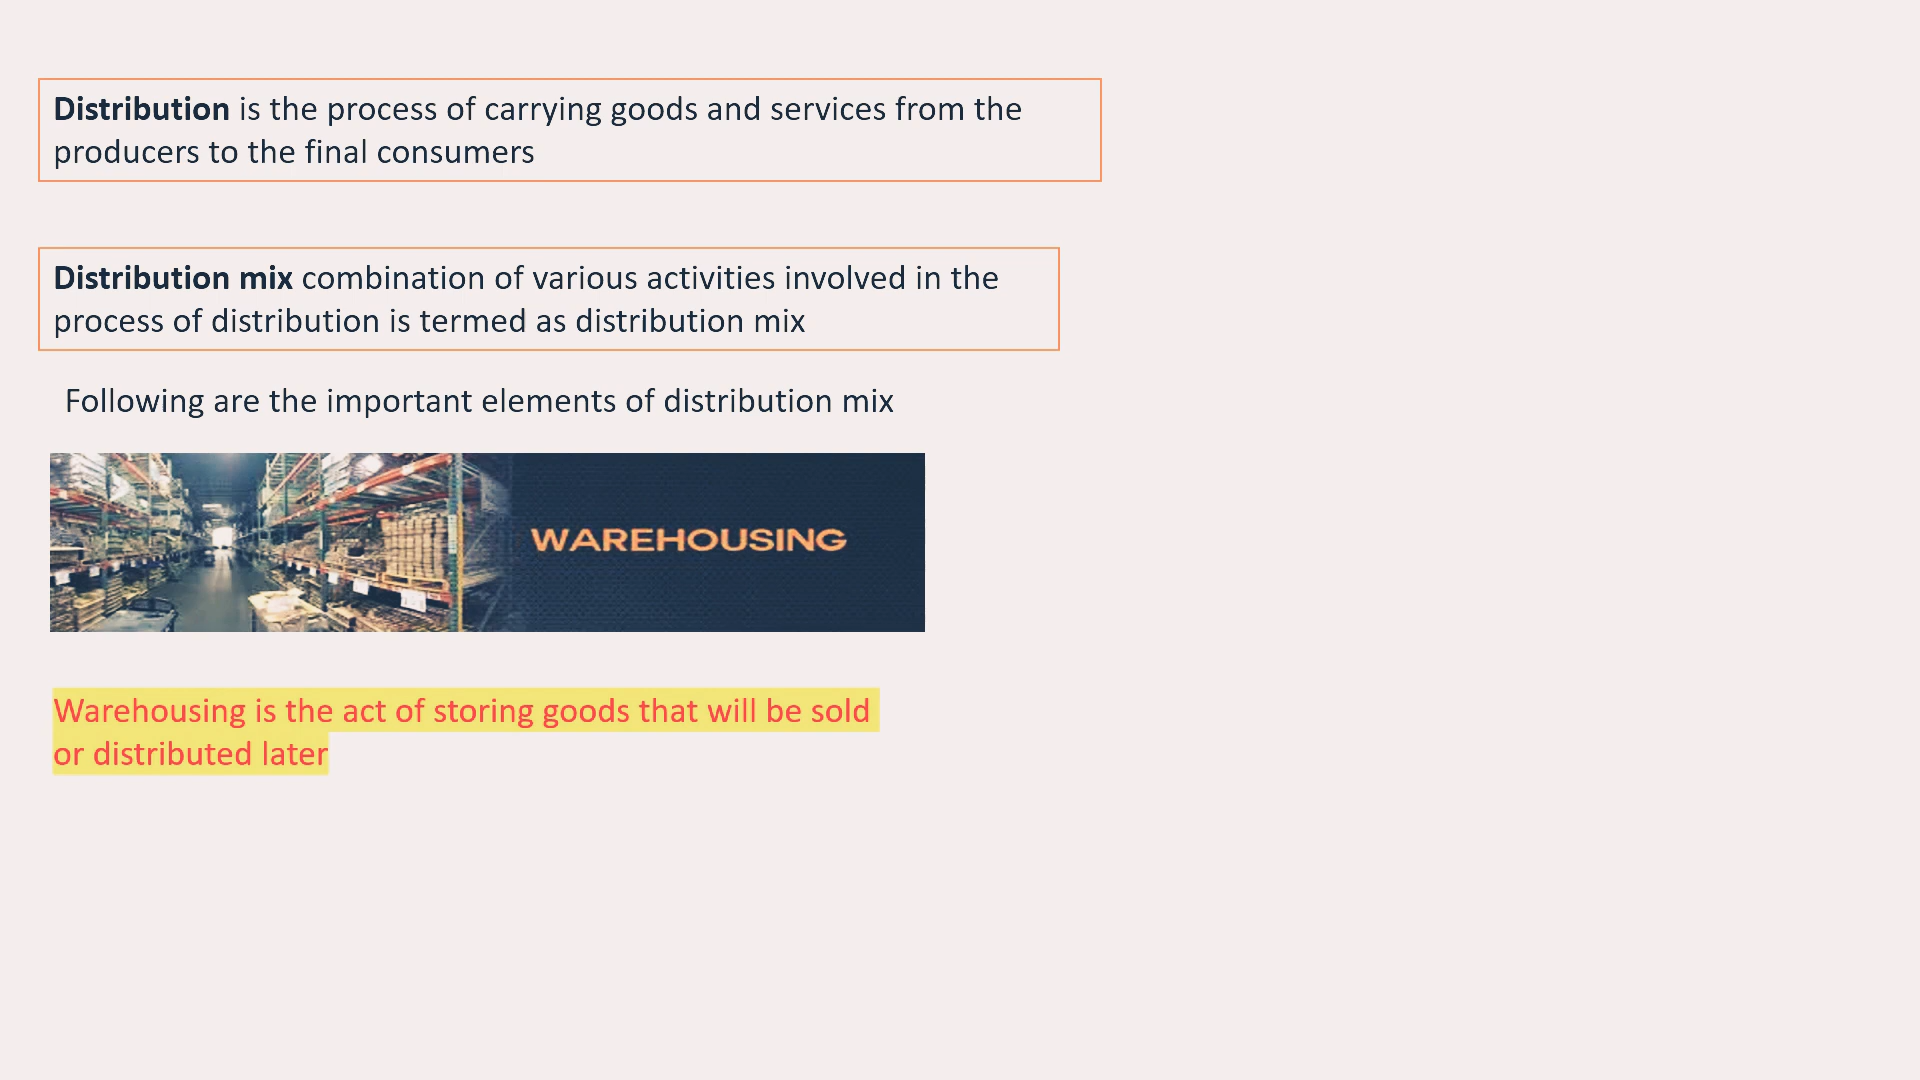 Distribution is the process of carrying goods and services from the
producers to the final consumers
Distribution mix combination of various activities involved in the
process of distribution is termed as distribution mix
Following are the important elements of distribution mix
WAREHOUSING
Warehousing is the act of storing goods that will be sold
or distributed later